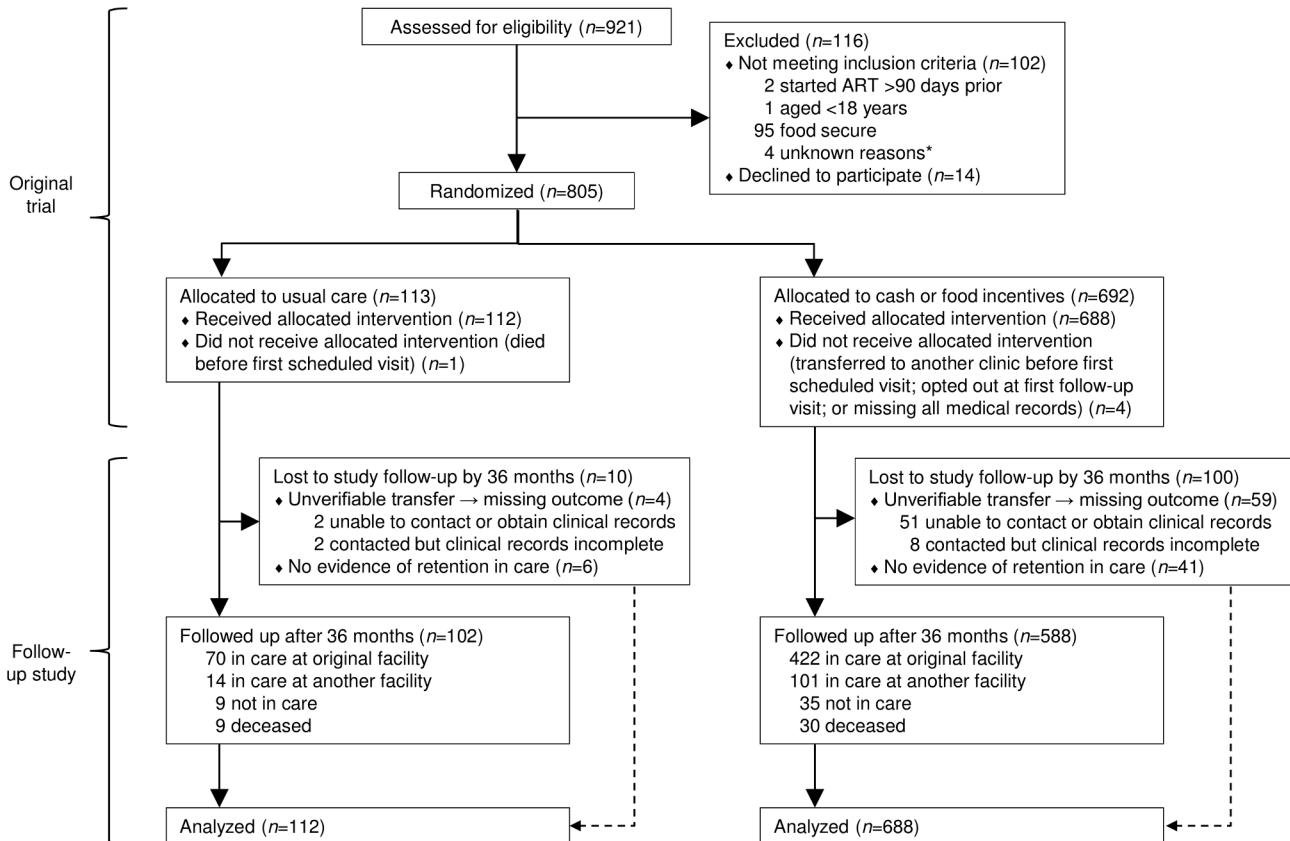 Assessed for eligibility (n=921)
Excluded (n=116)
♦ Not meeting inclusion criteria (n=102)
2 started ART >90 days prior
1 aged <18 years
95 food secure
4 unknown reasons*
♦ Declined to participate (n=14)
Original
trial
Randomized (n=805)
Allocated to usual care (n=113)
♦ Received allocated intervention (n=112)
♦ Did not receive allocated intervention (died
before first scheduled visit) (n=1)
Allocated to cash or food incentives (n=692)
♦ Received allocated intervention (n=688)
♦ Did not receive allocated intervention
(transferred to another clinic before first
scheduled visit; opted out at first follow-up
visit; or missing all medical records) (n=4)
Lost to study follow-up by 36 months (n=10)
♦ Unverifiable transfer → missing outcome (n=4)
2 unable to contact or obtain clinical records
2 contacted but clinical records incomplete
♦ No evidence of retention in care (n=6)
Lost to study follow-up by 36 months (n=100)
♦ Unverifiable transfer → missing outcome (n=59)
51 unable to contact or obtain clinical records
8 contacted but clinical records incomplete
♦ No evidence of retention in care (n=41)
Follow-
up study
Followed up after 36 months (n=102)
70 in care at original facility
14 in care at another facility
9 not in care
9 deceased
Followed up after 36 months (n=588)
422 in care at original facility
101 in care at another facility
35 not in care
30 deceased
Analyzed (n=112)
Analyzed (n=688)